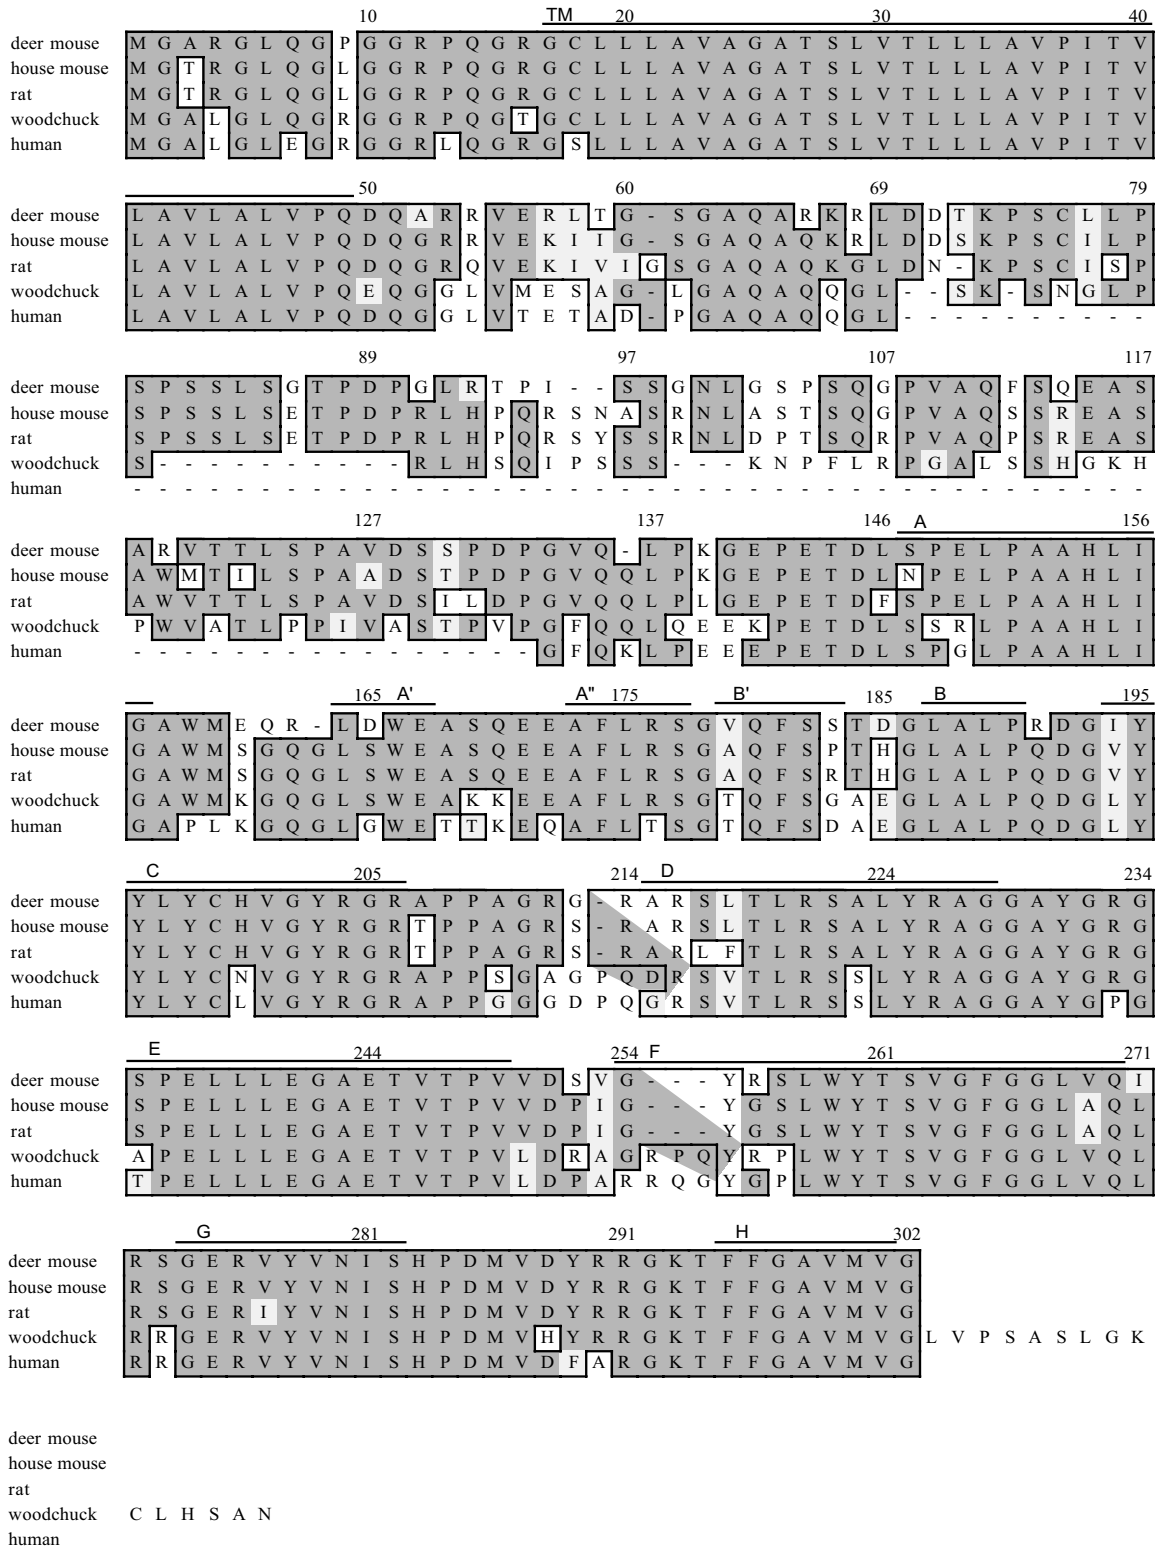 10 TM 20 30 40
deer mouse M G A R G L Q G P G G R P Q G R G C L L L A V A G A T S L V T L L L A V P I T V
house mouse M G T R G L Q G L G G R P Q G R G C L L L A V A G A T S L V T L L L A V P I T V
rat M G T R G L Q G L G G R P Q G R G C L L L A V A G A T S L V T L L L A V P I T V
woodchuck M G A L G L Q G R G G R P Q G T G C L L L A V A G A T S L V T L L L A V P I T V
human M G A L G L E G R G G R L Q G R G S L L L A V A G A T S L V T L L L A V P I T V
50 60 69 79
deer mouse L A V L A L V P Q D Q A R R V E R L T G - S G A Q A R K R L D D T K P S C L L P
house mouse L A V L A L V P Q D Q G R R V E K I I G - S G A Q A Q K R L D D S K P S C I L P
rat L A V L A L V P Q D Q G R Q V E K I V I G S G A Q A Q K G L D N - K P S C I S P
woodchuck L A V L A L V P Q E Q G G L V M E S A G - L G A Q A Q Q G L - - S K - S N G L P
human L A V L A L V P Q D Q G G L V T E T A D - P G A Q A Q Q G L - - - - - - - - - -
89 97 107 117
deer mouse S P S S L S G T P D P G L R T P I - - S S G N L G S P S Q G P V A Q F S Q E A S
house mouse S P S S L S E T P D P R L H P Q R S N A S R N L A S T S Q G P V A Q S S R E A S
rat S P S S L S E T P D P R L H P Q R S Y S S R N L D P T S Q R P V A Q P S R E A S
woodchuck S - - - - - - - - - - R L H S Q I P S S S - - - K N P F L R P G A L S S H G K H
human - - - - - - - - - - - - - - - - - - - - - - - - - - - - - - - - - - - - - - - -
127 137 146 A 156
deer mouse A R V T T L S P A V D S S P D P G V Q - L P K G E P E T D L S P E L P A A H L I
house mouse A W M T I L S P A A D S T P D P G V Q Q L P K G E P E T D L N P E L P A A H L I
rat A W V T T L S P A V D S I L D P G V Q Q L P L G E P E T D F S P E L P A A H L I
woodchuck P W V A T L P P I V A S T P V P G F Q Q L Q E E K P E T D L S S R L P A A H L I
human - - - - - - - - - - - - - - - - G F Q K L P E E E P E T D L S P G L P A A H L I
165 A' A" 175 B' 185 B 195
deer mouse G A W M E Q R - L D W E A S Q E E A F L R S G V Q F S S T D G L A L P R D G I Y
house mouse G A W M S G Q G L S W E A S Q E E A F L R S G A Q F S P T H G L A L P Q D G V Y
rat G A W M S G Q G L S W E A S Q E E A F L R S G A Q F S R T H G L A L P Q D G V Y
woodchuck G A W M K G Q G L S W E A K K E E A F L R S G T Q F S G A E G L A L P Q D G L Y
human G A P L K G Q G L G W E T T K E Q A F L T S G T Q F S D A E G L A L P Q D G L Y
C 205 214 D 224 234
deer mouse Y L Y C H V G Y R G R A P P A G R G - R A R S L T L R S A L Y R A G G A Y G R G
house mouse Y L Y C H V G Y R G R T P P A G R S - R A R S L T L R S A L Y R A G G A Y G R G
rat Y L Y C H V G Y R G R T P P A G R S - R A R L F T L R S A L Y R A G G A Y G R G
woodchuck Y L Y C N V G Y R G R A P P S G A G P Q D R S V T L R S S L Y R A G G A Y G R G
human Y L Y C L V G Y R G R A P P G G G D P Q G R S V T L R S S L Y R A G G A Y G P G
E 244 254 F 261 271
deer mouse S P E L L L E G A E T V T P V V D S V G - - - Y R S L W Y T S V G F G G L V Q I
house mouse S P E L L L E G A E T V T P V V D P I G - - - Y G S L W Y T S V G F G G L A Q L
rat S P E L L L E G A E T V T P V V D P I G - - - Y G S L W Y T S V G F G G L A Q L
woodchuck A P E L L L E G A E T V T P V L D R A G R P Q Y R P L W Y T S V G F G G L V Q L
human T P E L L L E G A E T V T P V L D P A R R Q G Y G P L W Y T S V G F G G L V Q L
G 281 291 H 302
deer mouse R S G E R V Y V N I S H P D M V D Y R R G K T F F G A V M V G
house mouse R S G E R V Y V N I S H P D M V D Y R R G K T F F G A V M V G
rat R S G E R I Y V N I S H P D M V D Y R R G K T F F G A V M V G
woodchuck R R G E R V Y V N I S H P D M V H Y R R G K T F F G A V M V G L V P S A S L G K
human R R G E R V Y V N I S H P D M V D F A R G K T F F G A V M V G
deer mouse
house mouse
rat
woodchuck C L H S A N
human